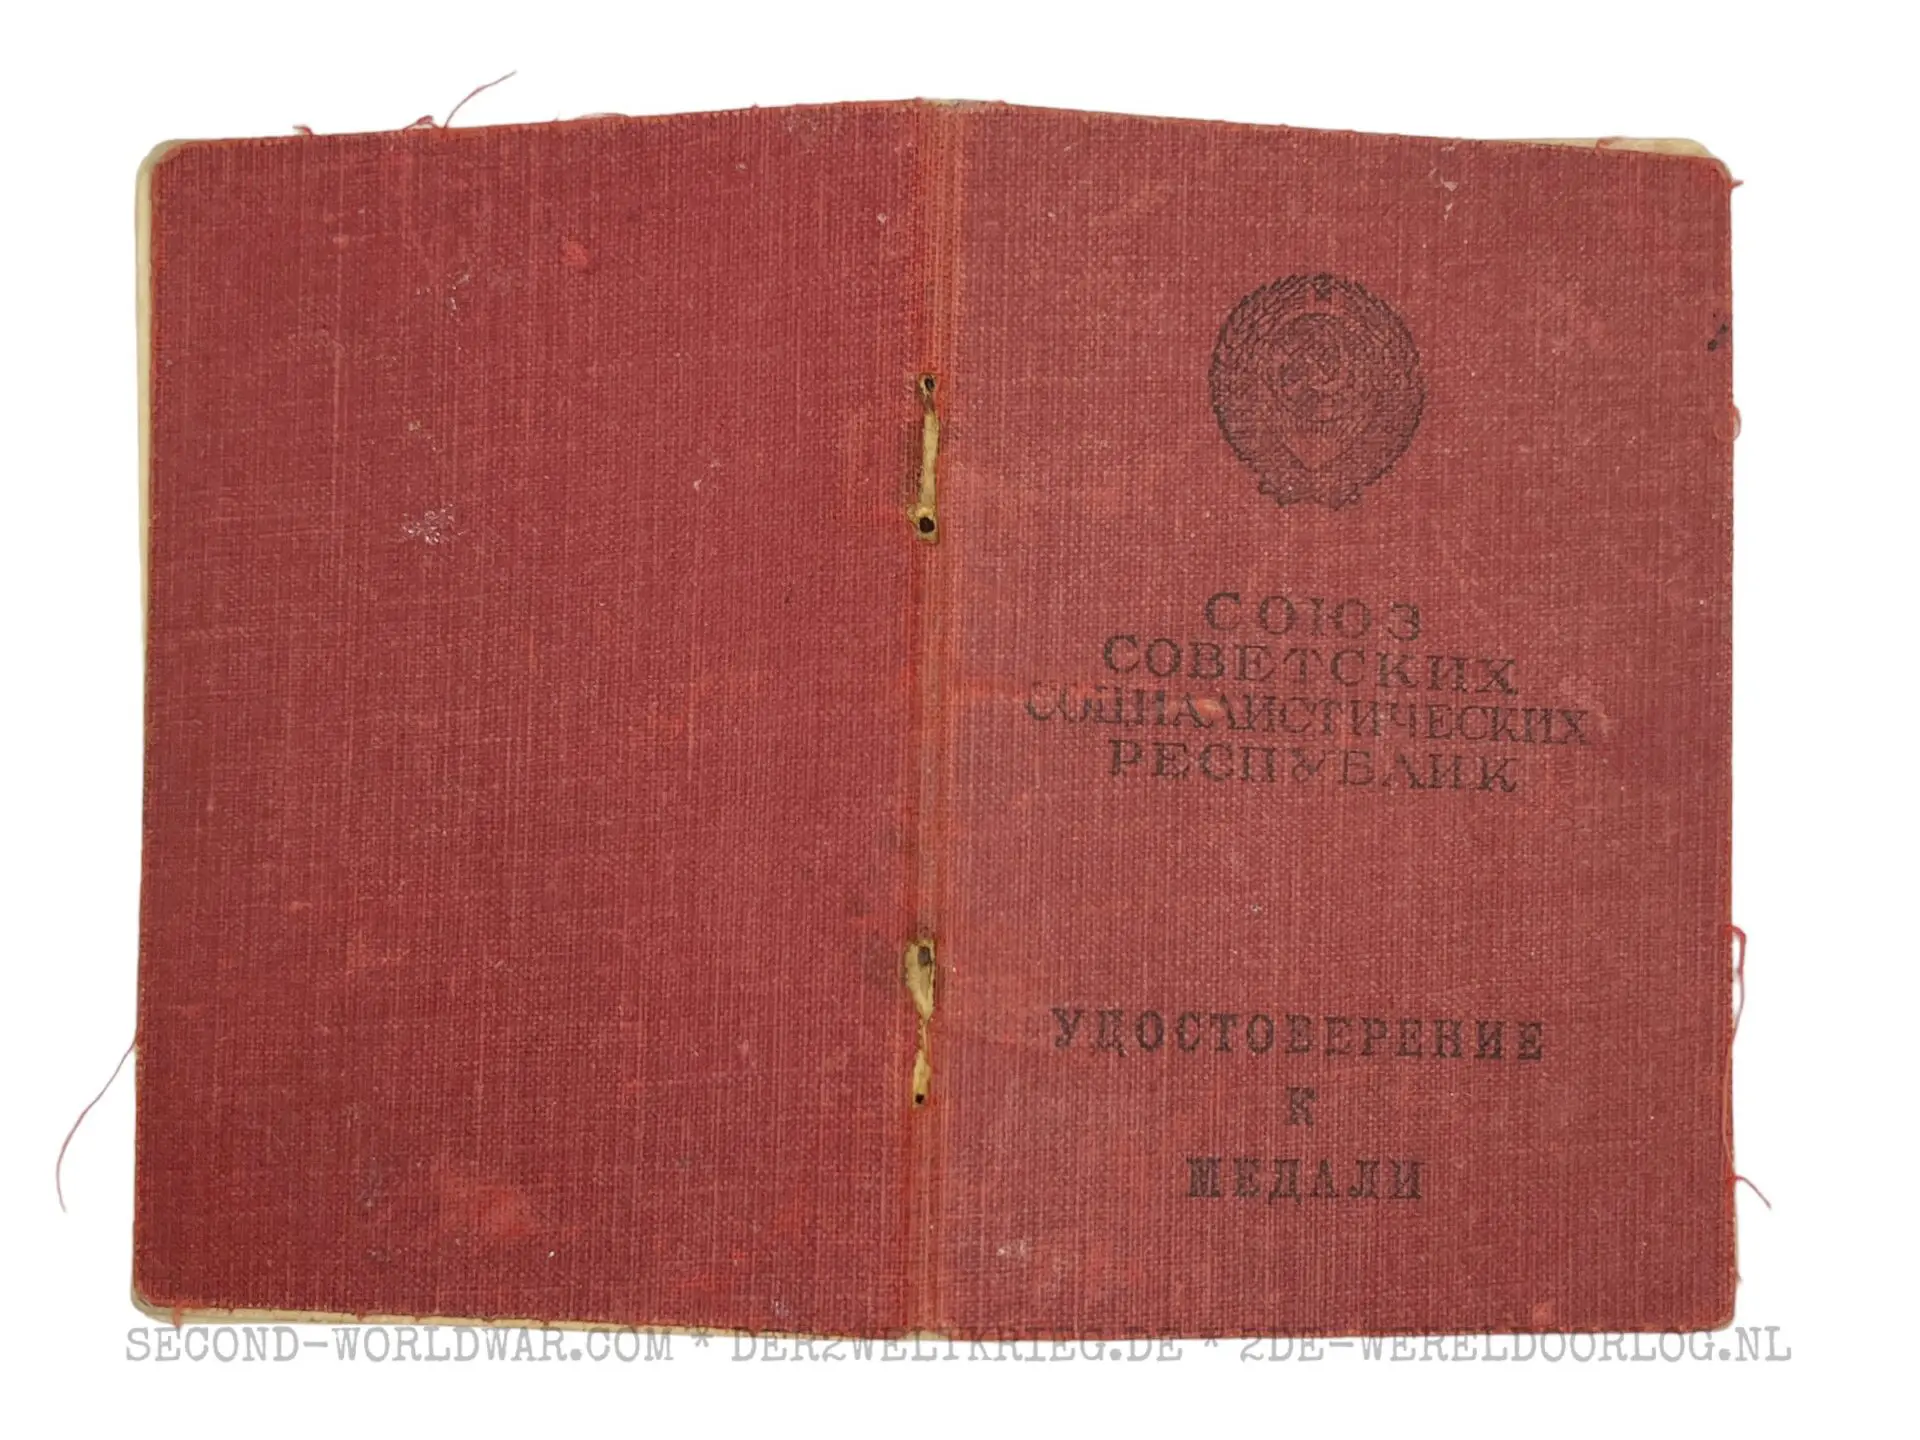 СОЮЗ
СОВЕТСКИХ
СОЦИАЛИСТИЧЕСКИХ
РЕСПУБЛИК
УДОСТОВЕРЕНИЕ
К
МЕДАЛИ
SECOND-WORLDWAR.COM * DER2WELTKRIEG.DE * 2DE-WERELDOORLOG.NL